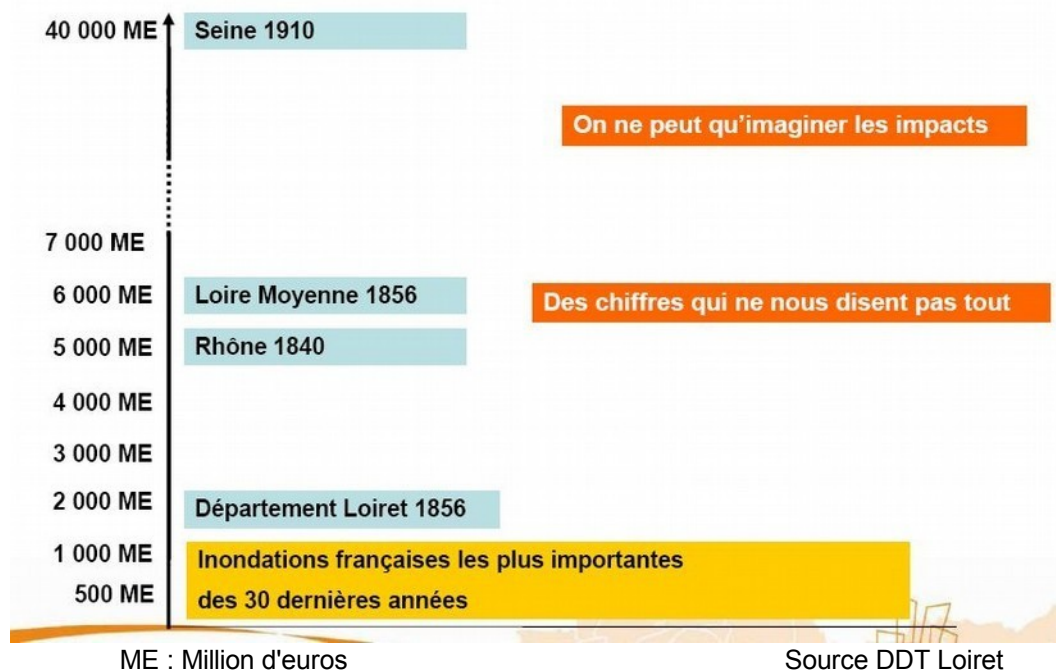 40 000 ME Seine 1910
On ne peut qu'imaginer les impacts
7 000 ME
6 000 ME Loire Moyenne 1856 Des chiffres qui ne nous disent pas tout
5 000 ME Rhône 1840
4 000 ME
3 000 ME
2 000 ME Département Loiret 1856
1 000 ME Inondations françaises les plus importantes
500 ME des 30 dernières années
ME : Million d'euros Source DDT Loiret